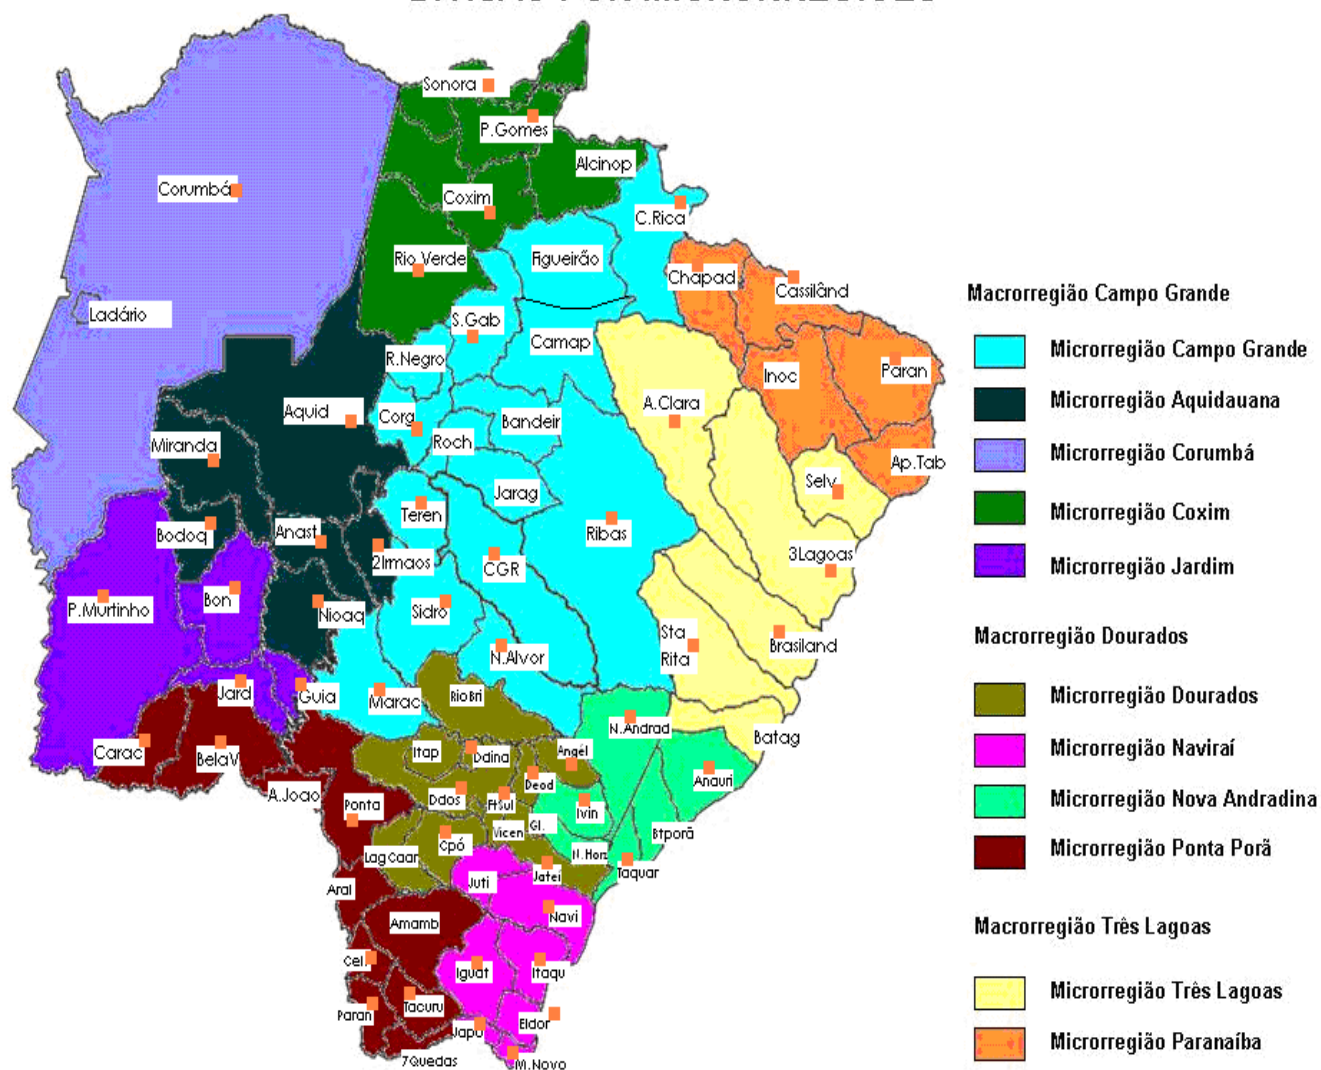 Sonora
P.Gomes
Alcinop
Corumbá
Coxim
C.Rica
Rio Verde
Figueirão
Chapad
Cassilând
Ladário
S.Gab
Camap
R.Negro
Inoc
Paran
Aquid
A.Clara
Corg
Bandeir
Miranda
Roch
Ap.Tab
Jarag
Selv
Teren
Ribas
Bodoq
Anast
2Irmaos
CGR
3Lagoas
P.Murtinho
Bon
Nioaq
Sidro
Sta
Rita
Brasiland
N.Alvor
Jard
Guia
Marac
RioBri
N.Andrad
Batag
Carac
BelaV
Itap
Daina
Angél
Anauri
A.Joao
Ponta
Ddos
Deod
FtSul
Ivin
Vicen
Gl.
Btporã
LagCaar
Cpó
N.Horz
Jateí
Taquar
Aral
Juti
Amamb
Navi
Cel.
Iguat
Itaqu
Paran
Tacuru
Japo
Eldor
7Quedas
M.Novo
Macrorregião Campo Grande
Microrregião Campo Grande
Microrregião Aquidauana
Microrregião Corumbá
Microrregião Coxim
Microrregião Jardim
Macrorregião Dourados
Microrregião Dourados
Microrregião Naviraí
Microrregião Nova Andradina
Microrregião Ponta Porã
Macrorregião Três Lagoas
Microrregião Três Lagoas
Microrregião Paranaíba